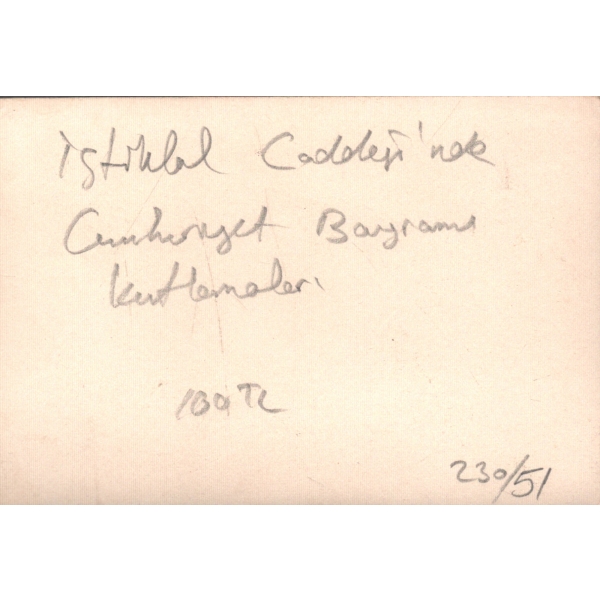 İstiklal Caddesi'nde
Cumhuriyet Bayramı
kutlamaları
100 TL
230/51